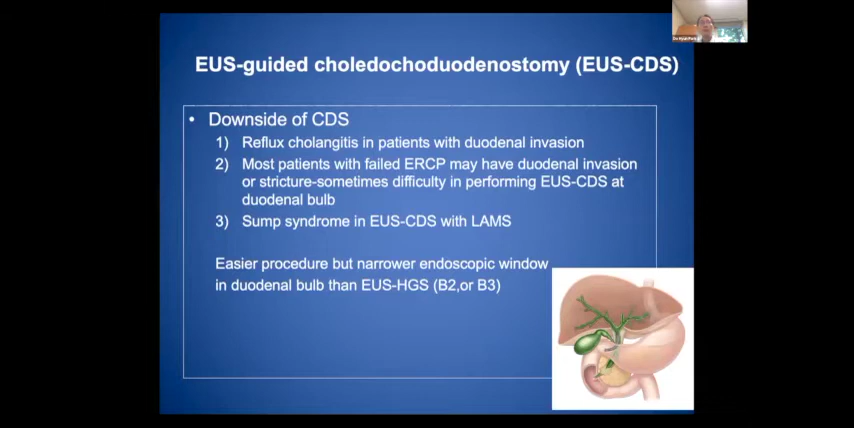 EUS-guided choledochoduodenostomy (EUS-CDS)
• Downside of CDS
1) Reflux cholangitis in patients with duodenal invasion
2) Most patients with failed ERCP may have duodenal invasion
or stricture-sometimes difficulty in performing EUS-CDS at
duodenal bulb
3) Sump syndrome in EUS-CDS with LAMS
Easier procedure but narrower endoscopic window
in duodenal bulb than EUS-HGS (B2,or B3)